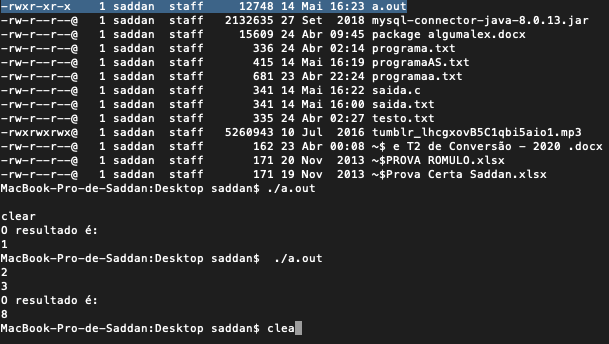 -rwxr-xr-x 1 saddan staff 12748 14 Mai 16:23 a.out
-rw-r--r--@ 1 saddan staff 2132635 27 Set 2018 mysql-connector-java-8.0.13.jar
-rw-r--r--@ 1 saddan staff 15609 24 Abr 09:45 package algumalex.docx
-rw-r--r--@ 1 saddan staff 336 24 Abr 02:14 programa.txt
-rw-r--r--@ 1 saddan staff 415 14 Mai 16:19 programaAS.txt
-rw-r--r--@ 1 saddan staff 681 23 Abr 22:24 programaa.txt
-rw-r--r--@ 1 saddan staff 341 14 Mai 16:22 saida.c
-rw-r--r--@ 1 saddan staff 341 14 Mai 16:00 saida.txt
-rw-r--r--@ 1 saddan staff 335 24 Abr 02:27 testo.txt
-rwxrwxrwx@ 1 saddan staff 5260943 10 Jul 2016 tumblr_lhcgxovB5C1qbi5aio1.mp3
-rw-r--r--@ 1 saddan staff 162 23 Abr 00:08 ~$ e T2 de Conversão - 2020 .docx
-rw-r--r--@ 1 saddan staff 171 20 Nov 2013 ~$PROVA ROMULO.xlsx
-rw-r--r--@ 1 saddan staff 171 19 Nov 2013 ~$Prova Certa Saddan.xlsx
MacBook-Pro-de-Saddan:Desktop saddan$ ./a.out
clear
O resultado é:
1
MacBook-Pro-de-Saddan:Desktop saddan$ ./a.out
2
3
O resultado é:
8
MacBook-Pro-de-Saddan:Desktop saddan$ clea